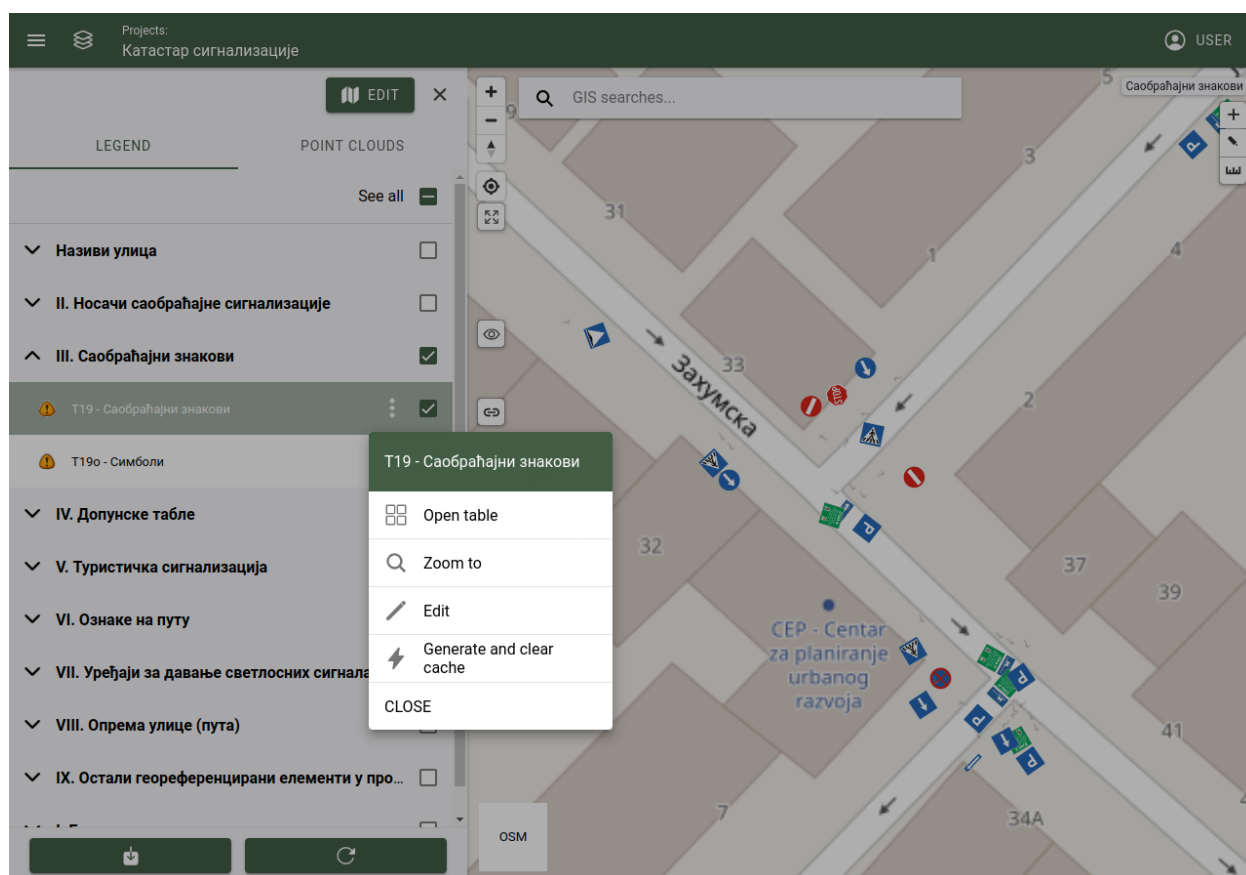 Projects:
Катастар сигнализације
USER
EDIT
LEGEND
POINT CLOUDS
See all
Називи улица
II. Носачи саобраћајне сигнализације
III. Саобраћајни знакови
T19 - Саобраћајни знакови
T19o - Симболи
IV. Допунске табле
V. Туристичка сигнализација
VI. Ознаке на путу
VII. Уређаји за давање светлосних сигнала
VIII. Опрема улице (пута)
IX. Остали геореференцирани елементи у про...
T19 - Саобраћајни знакови
Open table
Zoom to
Edit
Generate and clear
cache
CLOSE
GIS searches...
Саобраћајни знакови
9
5
3
31
1
4
33
Захумска
STOP
2
32
37
39
CEP - Centar
za planiranje
urbanog
razvoja
41
7
34A
OSM
P
P
P
P
P